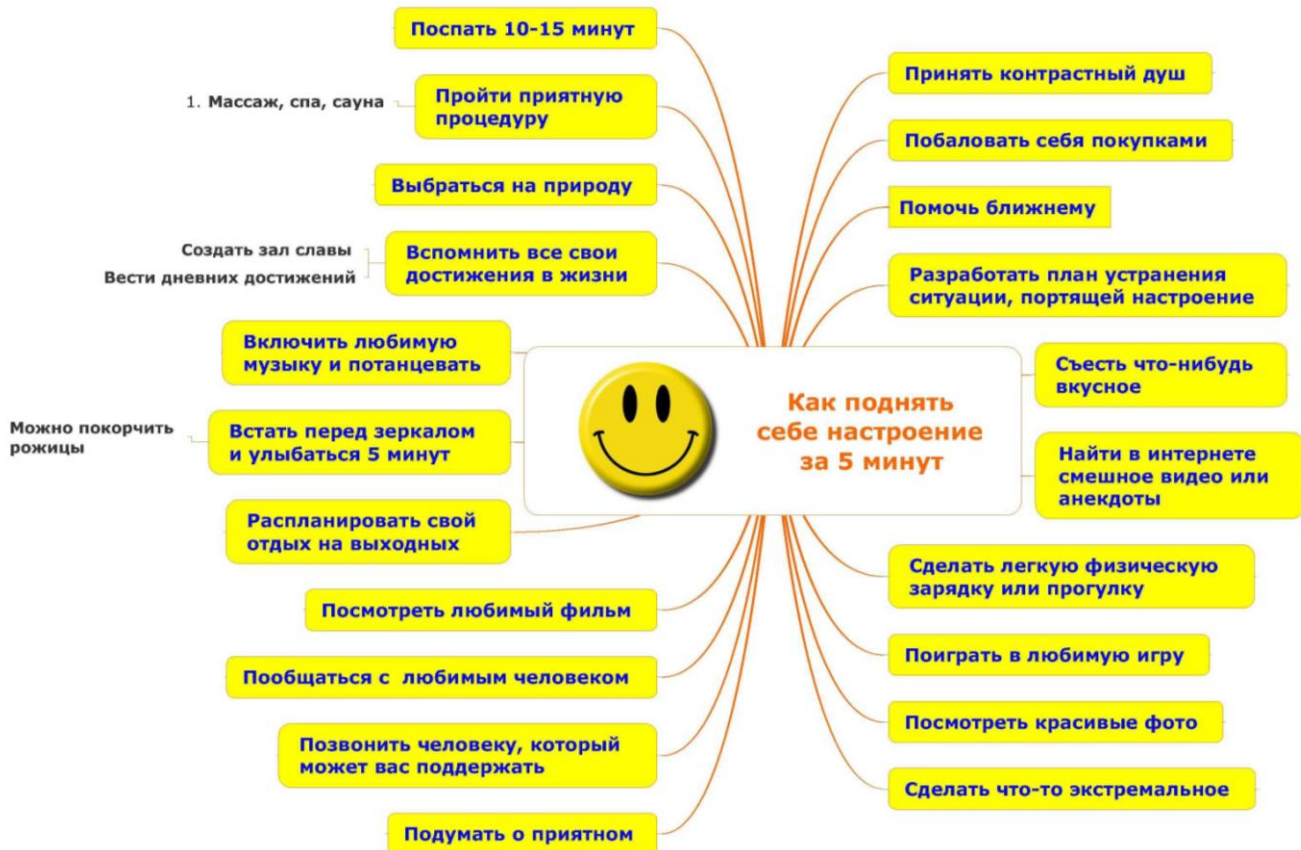 Как поднять
себе настроение
за 5 минут
Принять контрастный душ
Побаловать себя покупками
Помочь ближнему
Разработать план устранения
ситуации, портящей настроение
Съесть что-нибудь
вкусное
Найти в интернете
смешное видео или
анекдоты
Сделать легкую физическую
зарядку или прогулку
Поиграть в любимую игру
Посмотреть красивые фото
Сделать что-то экстремальное
Поспать 10-15 минут
Пройти приятную
процедуру
1. Массаж, спа, сауна
Выбраться на природу
Вспомнить все свои
достижения в жизни
Создать зал славы
Вести дневних достижений
Включить любимую
музыку и потанцевать
Встать перед зеркалом
и улыбаться 5 минут
Можно покорчить
рожицы
Распланировать свой
отдых на выходных
Посмотреть любимый фильм
Пообщаться с любимым человеком
Позвонить человеку, который
может вас поддержать
Подумать о приятном